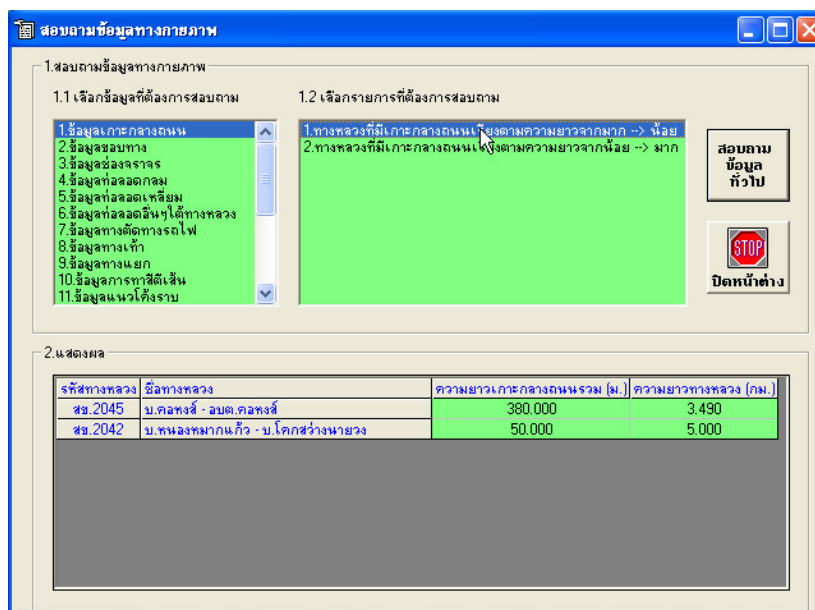 สอบถามข้อมูลทางกายภาพ
1.สอบถามข้อมูลทางกายภาพ
1.1 เลือกข้อมูลที่ต้องการสอบถาม
1.2 เลือกรายการที่ต้องการสอบถาม
1.ข้อมูลเกาะกลางถนน
2.ข้อมูลขอบทาง
3.ข้อมูลช่องจราจร
4.ข้อมูลท่อลอดกลม
5.ข้อมูลท่อลอดเหลี่ยม
6.ข้อมูลท่อลอดอื่นๆใต้ทางหลวง
7.ข้อมูลทางตัดทางรถไฟ
8.ข้อมูลทางเท้า
9.ข้อมูลทางแยก
10.ข้อมูลการทาสีตีเส้น
11.ข้อมูลแนวโค้งราบ
1.ทางหลวงที่มีเกาะกลางถนนเรียงตามความยาวจากมาก --> น้อย
2.ทางหลวงที่มีเกาะกลางถนนเรียงตามความยาวจากน้อย --> มาก
สอบถาม
ข้อมูล
ทั่วไป
STOP
ปิดหน้าต่าง
2.แสดงผล
รหัสทางหลวง ชื่อทางหลวง ความยาวเกาะกลางถนนรวม (ม.) ความยาวทางหลวง (กม.)
สข.2045 บ.คอหงส์ - อบต.คอหงส์ 380.000 3.490
สข.2042 บ.หนองหมากแก้ว - บ.โคกสว่างนายวง 50.000 5.000